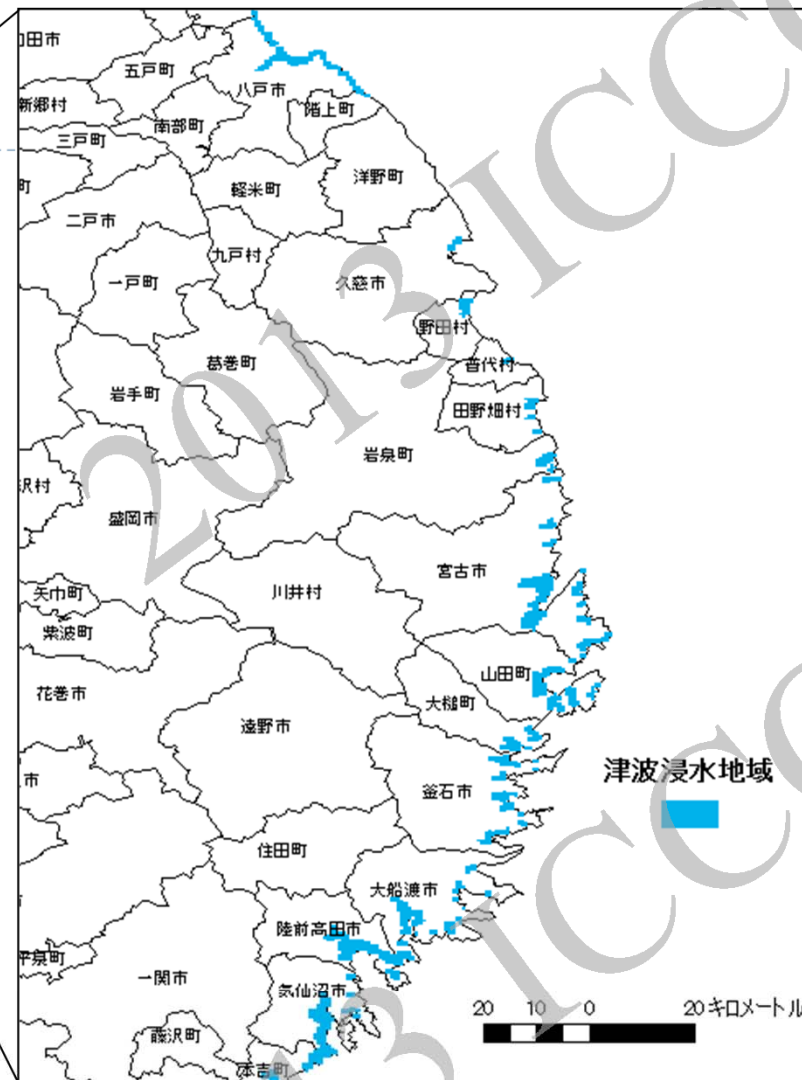 五戸町
八戸市
階上町
新郷村
南部町
三戸町
洋野町
軽米町
二戸市
九戸村
一戸町
久慈市
野田村
葛巻町
普代村
岩手町
田野畑村
岩泉町
沢村
盛岡市
宮古市
川井村
矢巾町
紫波町
山田町
花巻市
大槌町
遠野市
市
釜石市
津波浸水地域
住田町
大船渡市
陸前高田市
平泉町
一関市
気仙沼市
藤沢町
本吉町
20 10 0 20 キロメートル
2013 ICCC
2013 ICCC